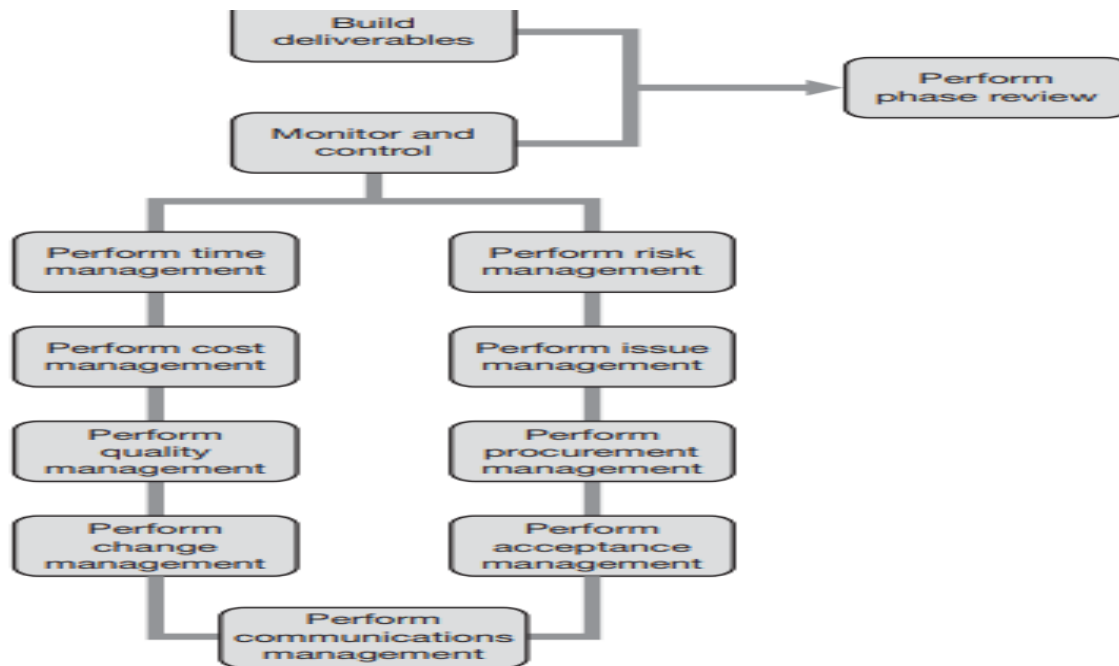 Build
deliverables
Perform
phase review
Monitor and
control
Perform time
management
Perform risk
management
Perform cost
management
Perform issue
management
Perform
quality
management
Perform
procurement
management
Perform
change
management
Perform
acceptance
management
Perform
communications
management